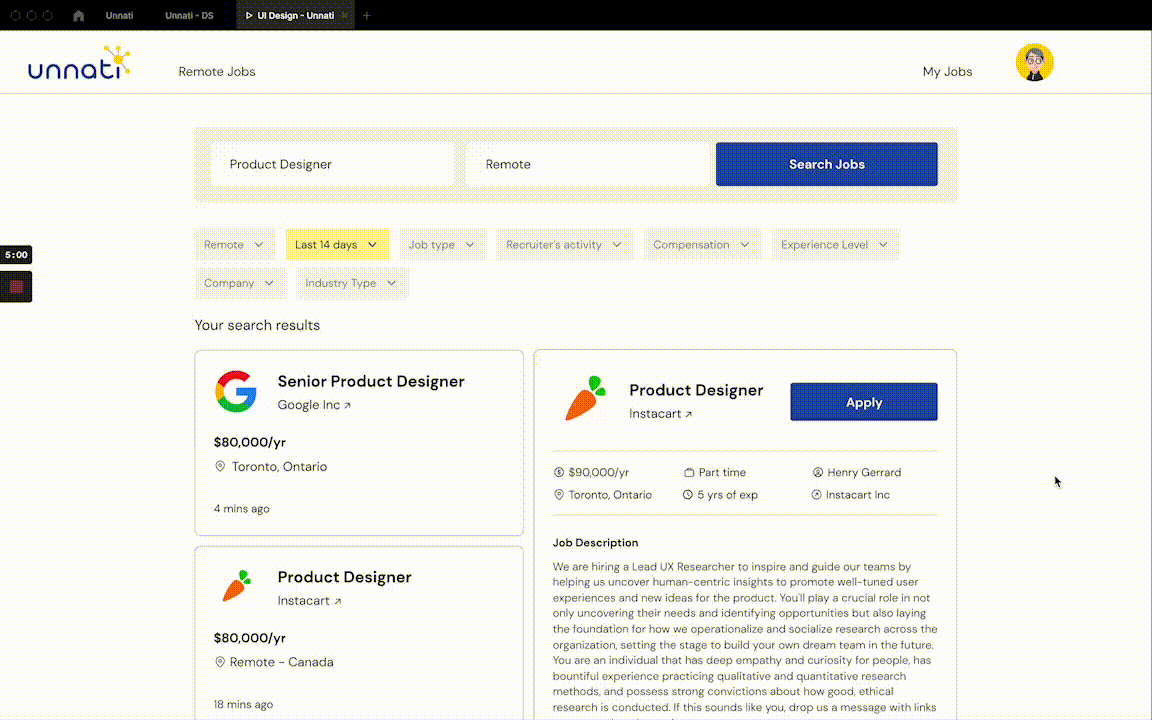 Unnati
Unnati - DS
UI Design - Unnati
unnati
Remote Jobs
My Jobs
Product Designer
Remote
Search Jobs
Remote
Last 14 days
Job type
Recruiter's activity
Compensation
Experience Level
Company
Industry Type
5:00
Your search results
Senior Product Designer
Google Inc ↗
$80,000/yr
Toronto, Ontario
4 mins ago
Product Designer
Instacart ↗
$80,000/yr
Remote - Canada
18 mins ago
Product Designer
Instacart ↗
Apply
$90,000/yr
Part time
Henry Gerrard
Toronto, Ontario
5 yrs of exp
Instacart Inc
Job Description
We are hiring a Lead UX Researcher to inspire and guide our teams by
helping us uncover human-centric insights to promote well-tuned user
experiences and new ideas for the product. You'll play a crucial role in not
only uncovering their needs and identifying opportunities but also laying
the foundation for how we operationalize and socialize research across the
organization, setting the stage to build your own dream team in the future.
You are an individual that has deep empathy and curiosity for people, has
bountiful experience practicing qualitative and quantitative research
methods, and possess strong convictions about how good, ethical
research is conducted. If this sounds like you, drop us a message with links